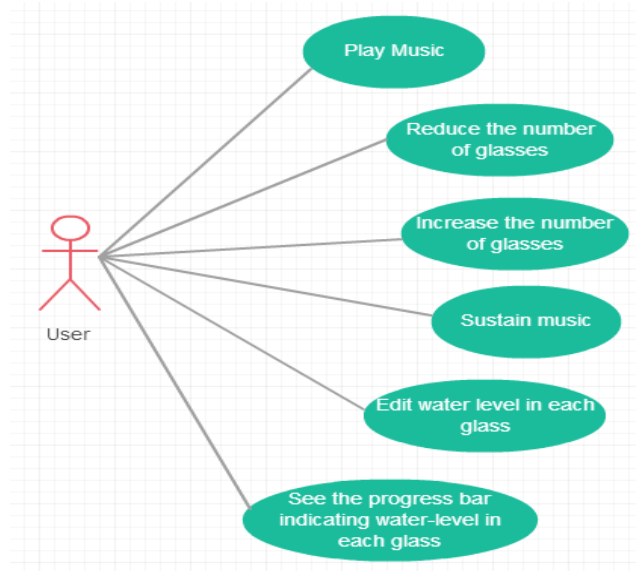 Play Music
Reduce the number
of glasses
Increase the number
of glasses
Sustain music
User
Edit water level in each
glass
See the progress bar
indicating water-level in
each glass